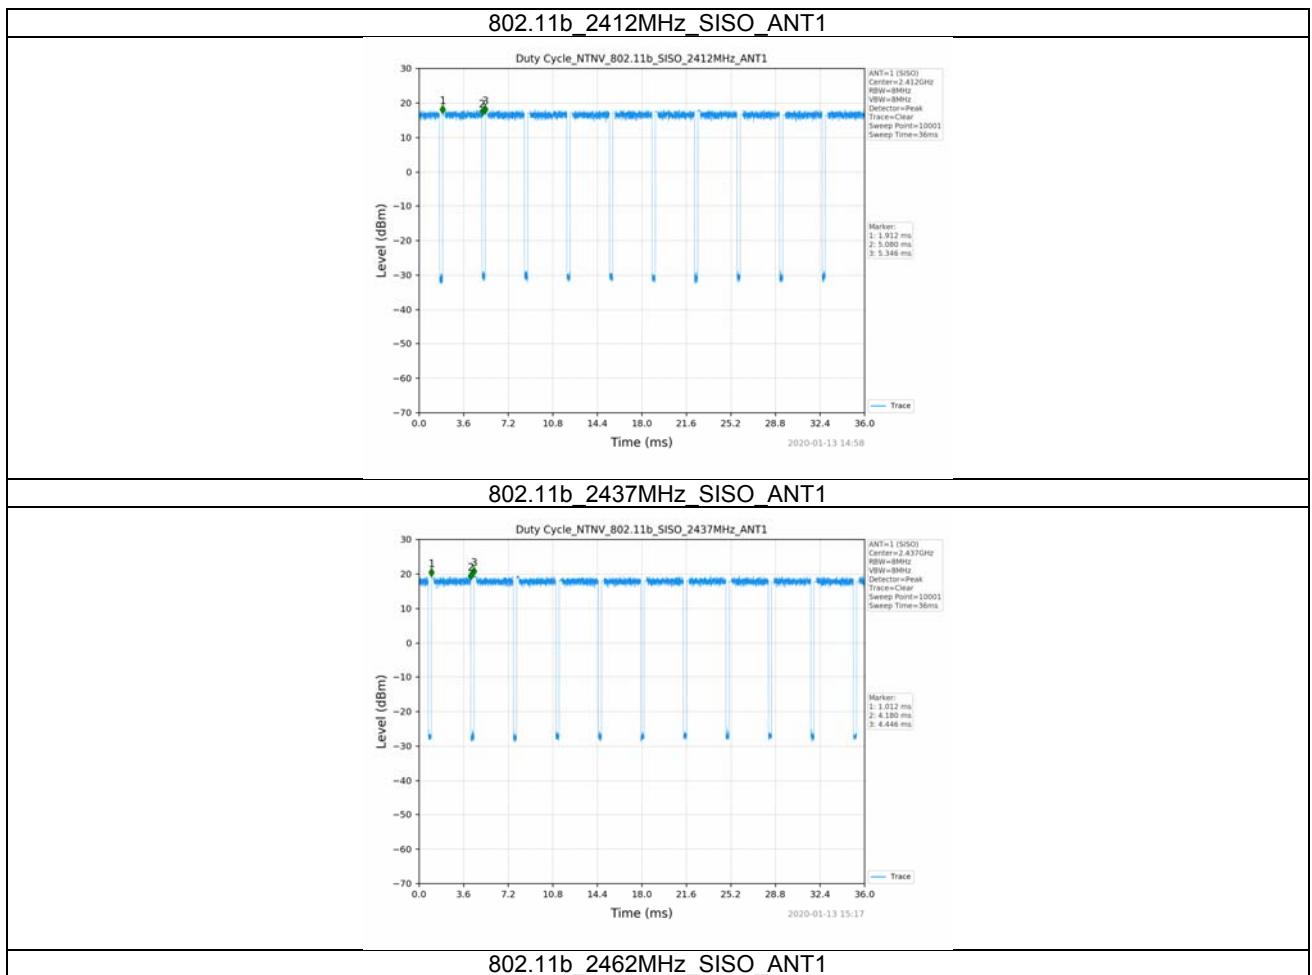 802.11b_2412MHz_SISO_ANT1
Duty Cycle_NTNV_802.11b_SISO_2412MHz_ANT1
30
20
10
0
−10
−20
−30
−40
−50
−60
−70
Level (dBm)
1
2
3
ANT=1 (SISO)
Center=2.412GHz
RBW=8MHz
VBW=8MHz
Detector=Peak
Trace=Clear
Sweep Point=10001
Sweep Time=36ms
Marker:
1: 1.912 ms
2: 5.080 ms
3: 5.346 ms
Trace
0.0 3.6 7.2 10.8 14.4 18.0 21.6 25.2 28.8 32.4 36.0
Time (ms)
2020-01-13 14:58
802.11b_2437MHz_SISO_ANT1
Duty Cycle_NTNV_802.11b_SISO_2437MHz_ANT1
30
20
10
0
−10
−20
−30
−40
−50
−60
−70
Level (dBm)
1
2
3
ANT=1 (SISO)
Center=2.437GHz
RBW=8MHz
VBW=8MHz
Detector=Peak
Trace=Clear
Sweep Point=10001
Sweep Time=36ms
Marker:
1: 1.012 ms
2: 4.180 ms
3: 4.446 ms
Trace
0.0 3.6 7.2 10.8 14.4 18.0 21.6 25.2 28.8 32.4 36.0
Time (ms)
2020-01-13 15:17
802.11b_2462MHz_SISO_ANT1